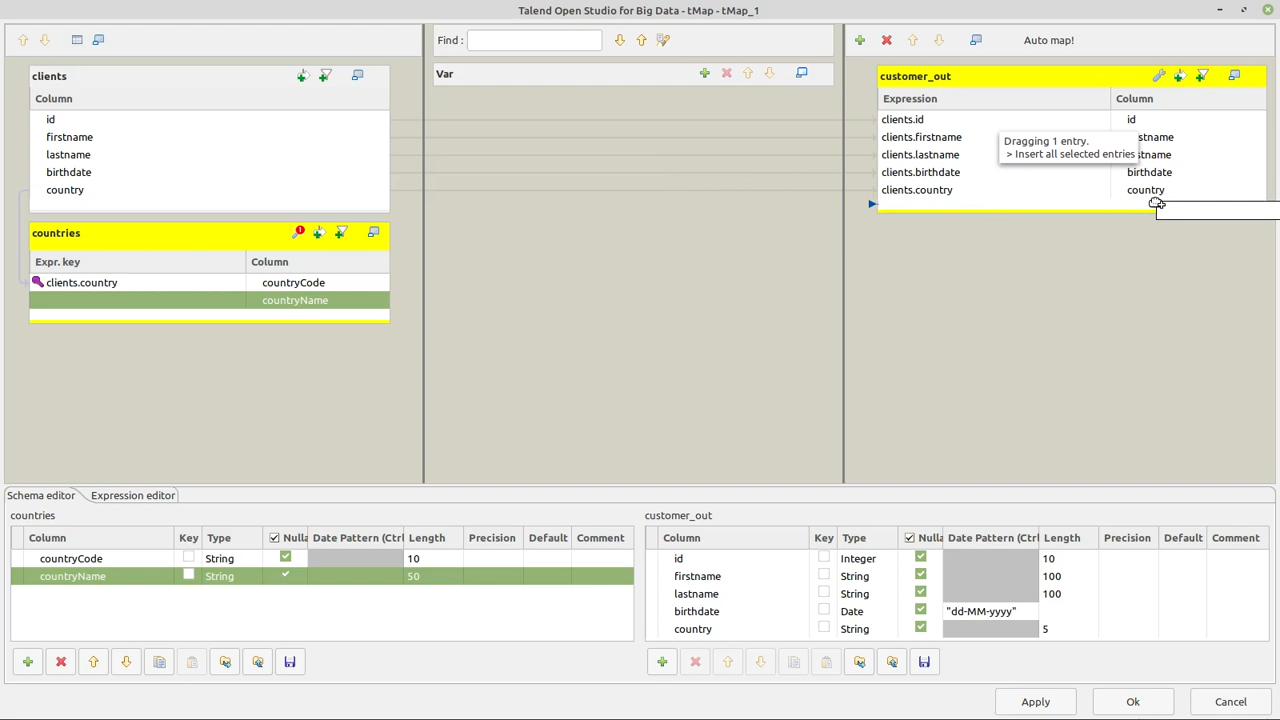 Talend Open Studio for Big Data - tMap - tMap_1
Find :
Auto map!
clients
Column
id
firstname
lastname
birthdate
country
countries
Expr. key Column
clients.country countryCode
countryName
Var
customer_out
Expression Column
clients.id id
clients.firstname stname
clients.lastname stname
clients.birthdate birthdate
clients.country country
Dragging 1 entry.
> Insert all selected entries
Schema editor Expression editor
countries
Column Key Type Nulla Date Pattern (Ctrl Length Precision Default Comment
countryCode String 10
countryName String 50
customer_out
Column Key Type Nulla Date Pattern (Ctrl Length Precision Default Comment
id Integer 10
firstname String 100
lastname String 100
birthdate Date "dd-MM-yyyy"
country String 5
Apply Ok Cancel